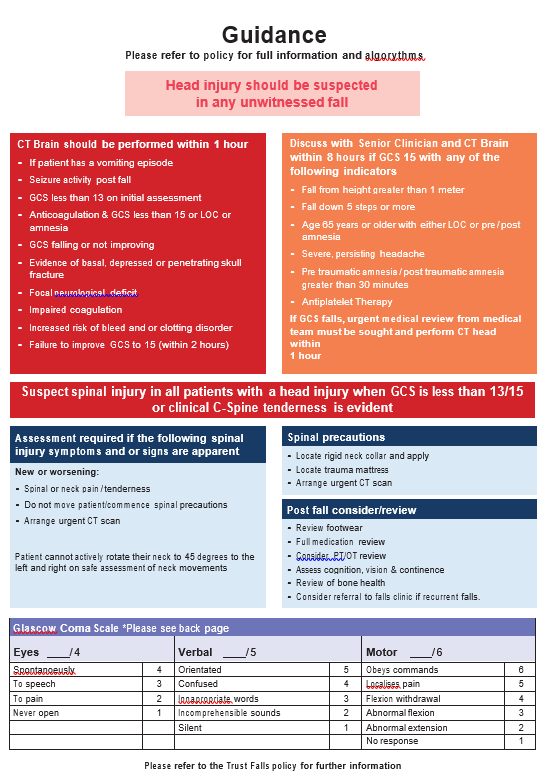 Guidance
Please refer to policy for full information and algorythms
Head injury should be suspected
in any unwitnessed fall
CT Brain should be performed within 1 hour
- If patient has a vomiting episode
- Seizure activity post fall
- GCS less than 13 on initial assessment
- Anticoagulation & GCS less than 15 or LOC or
amnesia
- GCS falling or not improving
- Evidence of basal, depressed or penetrating skull
fracture
- Focal neurological deficit
- Impaired coagulation
- Increased risk of bleed and or clotting disorder
- Failure to improve GCS to 15 (within 2 hours)
Discuss with Senior Clinician and CT Brain
within 8 hours if GCS 15 with any of the
following indicators
- Fall from height greater than 1 meter
- Fall down 5 steps or more
- Age 65 years or older with either LOC or pre/post
amnesia
- Severe, persisting headache
- Pre traumatic amnesia/post traumatic amnesia
greater than 30 minutes
- Antiplatelet Therapy
If GCS falls, urgent medical review from medical
team must be sought and perform CT head
within
1 hour
Suspect spinal injury in all patients with a head injury when GCS is less than 13/15
or clinical C-Spine tenderness is evident
Assessment required if the following spinal
injury symptoms and or signs are apparent
New or worsening:
- Spinal or neck pain/tenderness
- Do not move patient/commence spinal precautions
- Arrange urgent CT scan
Patient cannot actively rotate their neck to 45 degrees to the
left and right on safe assessment of neck movements
Spinal precautions
- Locate rigid neck collar and apply
- Locate trauma mattress
- Arrange urgent CT scan
Post fall consider/review
- Review footwear
- Full medication review
- Consider PT/OT review
- Assess cognition, vision & continence
- Review of bone health
- Consider referral to falls clinic if recurrent falls.
Glascow Coma Scale *Please see back page
Eyes ____/4 Verbal ____/5 Motor ____/6
Spontanoeusly 4 Orientated 5 Obeys commands 6
To speech 3 Confused 4 Localises pain 5
To pain 2 Innapropriate words 3 Flexion withdrawal 4
Never open 1 Incomprehensible sounds 2 Abnormal flexion 3
Silent 1 Abnormal extension 2
No response 1
Please refer to the Trust Falls policy for further information